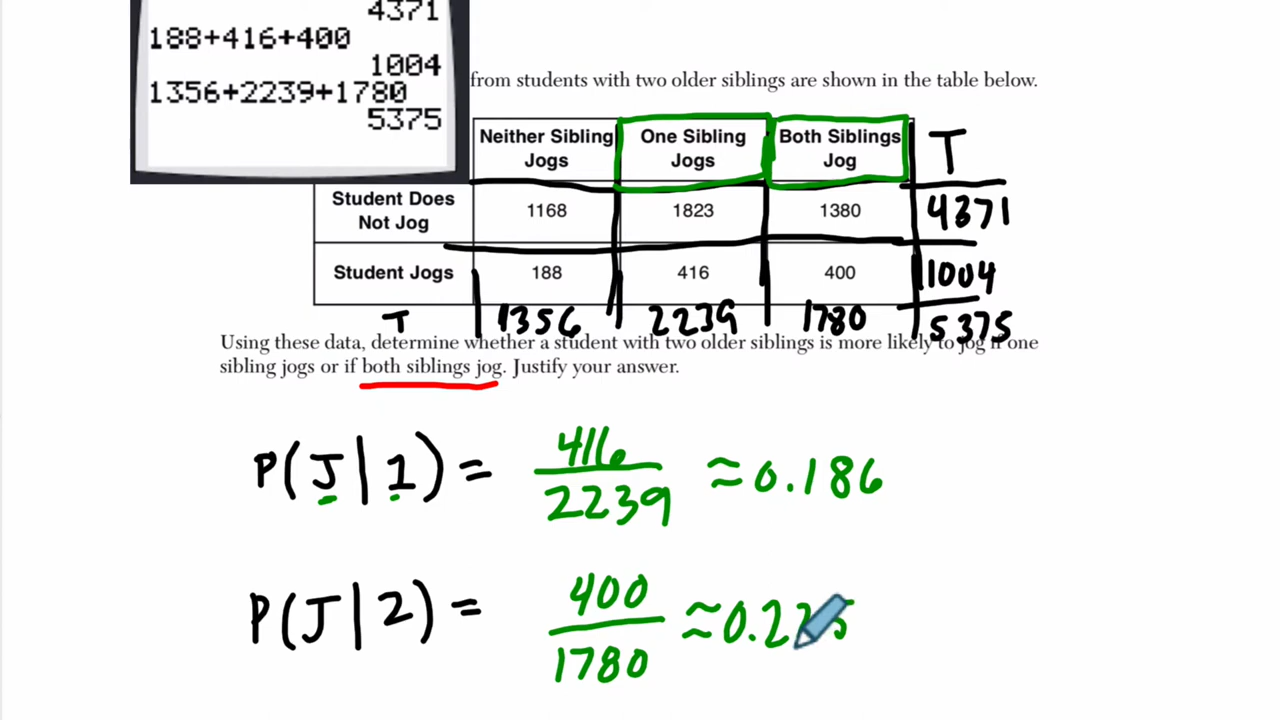 4371
188+416+400
1004
1356+2239+1780
5375
from students with two older siblings are shown in the table below.
Neither Sibling Jogs One Sibling Jogs Both Siblings Jog T
Student Does Not Jog 1168 1823 1380 4371
Student Jogs 188 416 400 1004
T 1356 2239 1780 5375
Using these data, determine whether a student with two older siblings is more likely to jog if one
sibling jogs or if both siblings jog. Justify your answer.
P(J|1) = 416/2239 ≈0.186
P(J|2) = 400/1780 ≈0.2